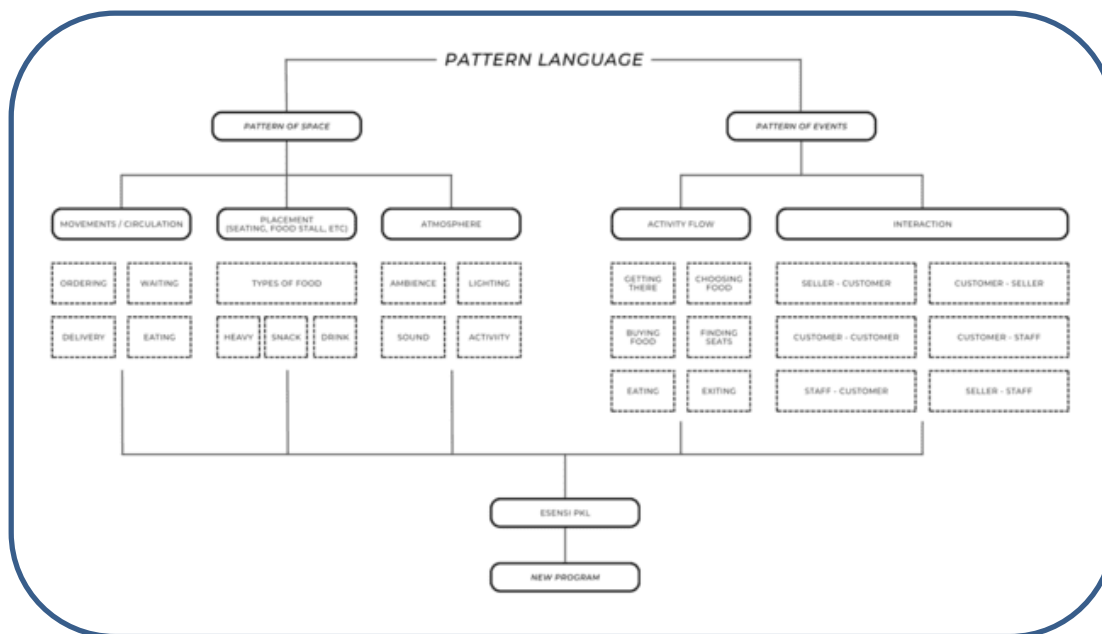 PATTERN LANGUAGE
PATTERN OF SPACE
PATTERN OF EVENTS
MOVEMENTS / CIRCULATION
PLACEMENT
(SEATING, FOOD STALL, ETC)
ATMOSPHERE
ACTIVITY FLOW
INTERACTION
ORDERING
WAITING
TYPES OF FOOD
AMBIENCE
LIGHTING
GETTING
THERE
CHOOSING
FOOD
SELLER - CUSTOMER
CUSTOMER - SELLER
DELIVERY
EATING
HEAVY
SNACK
DRINK
SOUND
ACTIVIITY
BUYING
FOOD
FINDING
SEATS
CUSTOMER - CUSTOMER
CUSTOMER - STAFF
EATING
EXITING
STAFF - CUSTOMER
SELLER - STAFF
ESENSI PKL
NEW PROGRAM